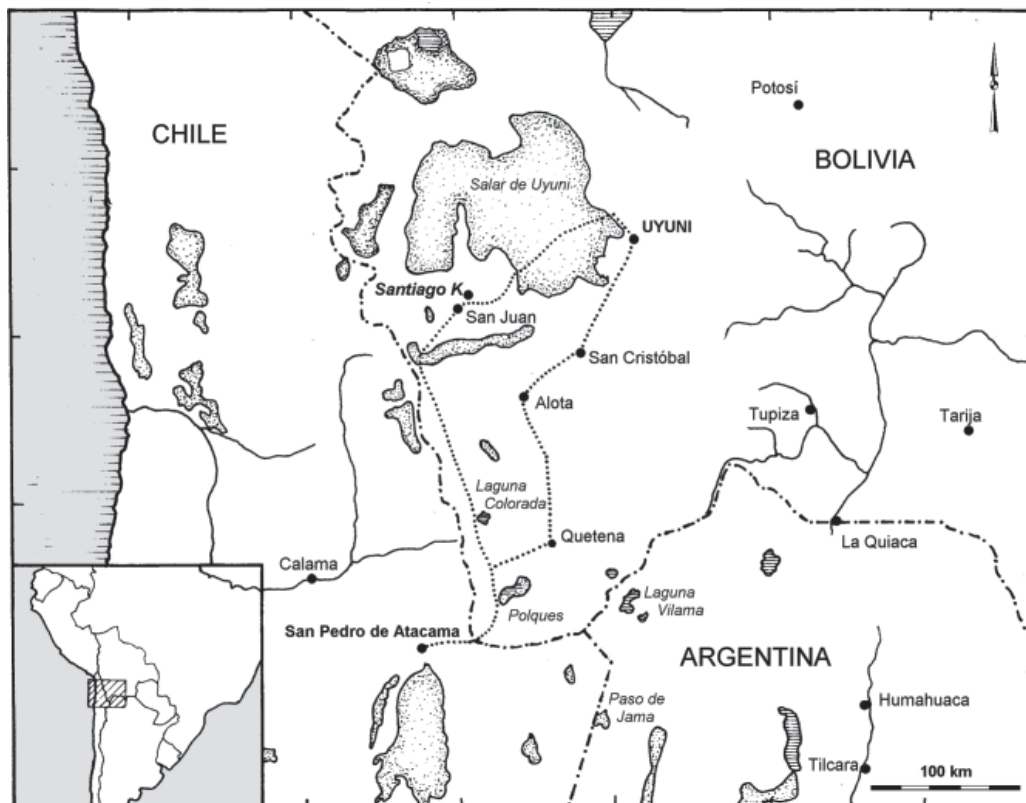 Potosí
CHILE
BOLIVIA
Salar de Uyuni
UYUNI
Santiago K
San Juan
San Cristóbal
Alota
Tupiza
Tarija
Laguna
Colorada
Quetena
La Quiaca
Calama
Laguna
Vilama
Polques
San Pedro de Atacama
ARGENTINA
Paso de
Jama
Humahuaca
Tilcara
100 km